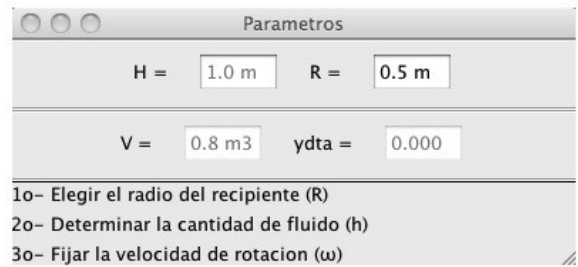 Parametros
H = 1.0 m R = 0.5 m
V = 0.8 m3 ydta = 0.000
1o- Elegir el radio del recipiente (R)
2o- Determinar la cantidad de fluido (h)
3o- Fijar la velocidad de rotacion (ω)